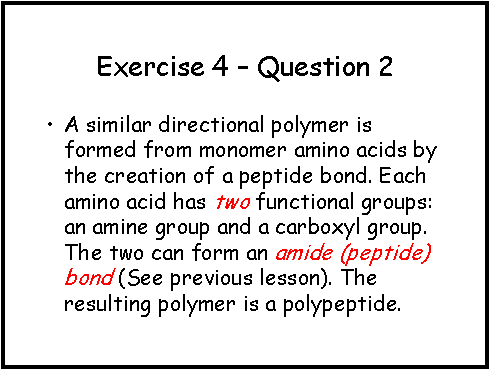 Exercise 4 – Question 2
• A similar directional polymer is
formed from monomer amino acids by
the creation of a peptide bond. Each
amino acid has two functional groups:
an amine group and a carboxyl group.
The two can form an amide (peptide)
bond (See previous lesson). The
resulting polymer is a polypeptide.